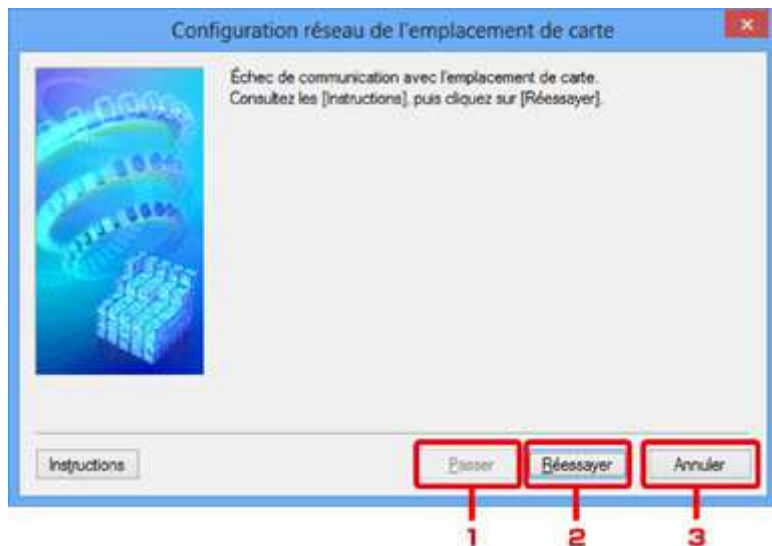 Configuration réseau de l'emplacement de carte
Échec de communication avec l'emplacement de carte.
Consultez les [Instructions], puis cliquez sur [Réessayer].
Instructions Passer Réessayer Annuler
1 2 3